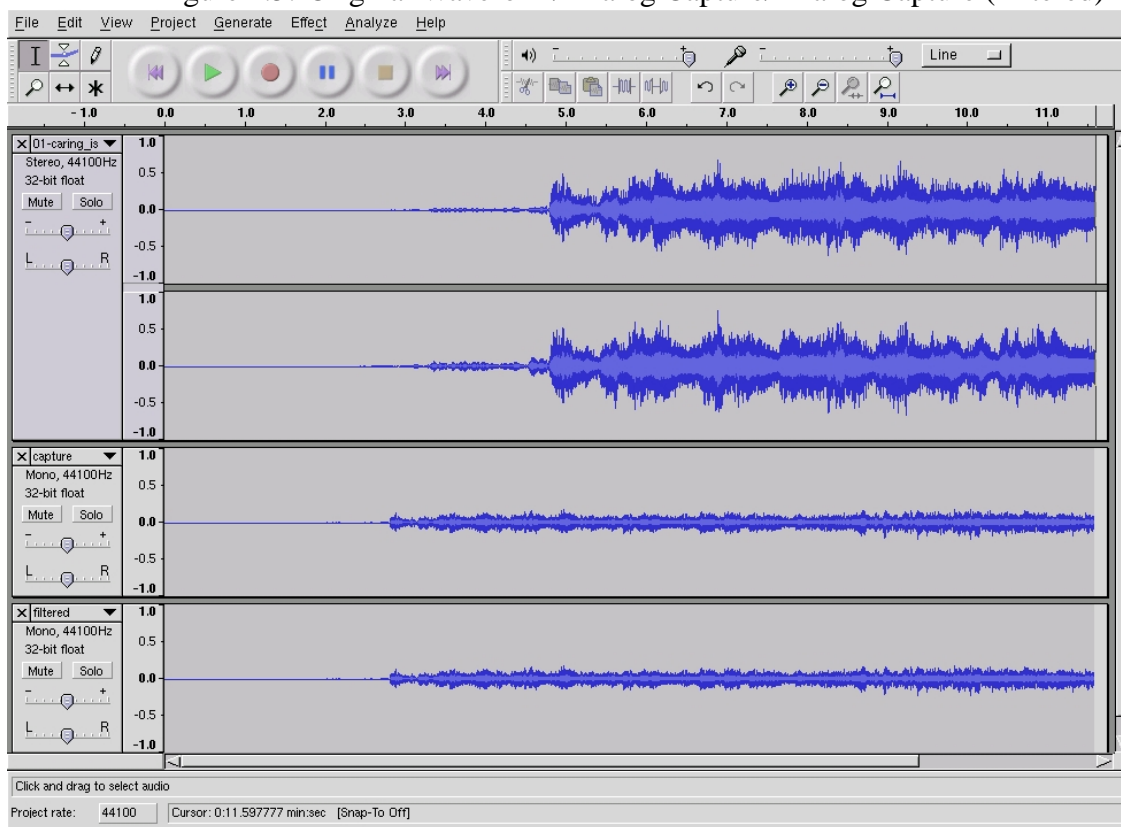 File Edit View Project Generate Effect Analyze Help
Line
- 1.0 0.0 1.0 2.0 3.0 4.0 5.0 6.0 7.0 8.0 9.0 10.0 11.0
01-caring_is
Stereo, 44100Hz
32-bit float
Mute Solo
- +
L R
1.0
0.5
0.0
-0.5
-1.0
1.0
0.5
0.0
-0.5
-1.0
capture
Mono, 44100Hz
32-bit float
Mute Solo
- +
L R
1.0
0.5
0.0
-0.5
-1.0
filtered
Mono, 44100Hz
32-bit float
Mute Solo
- +
L R
1.0
0.5
0.0
-0.5
-1.0
Click and drag to select audio
Project rate: 44100 Cursor: 0:11.597777 min:sec [Snap-To Off]